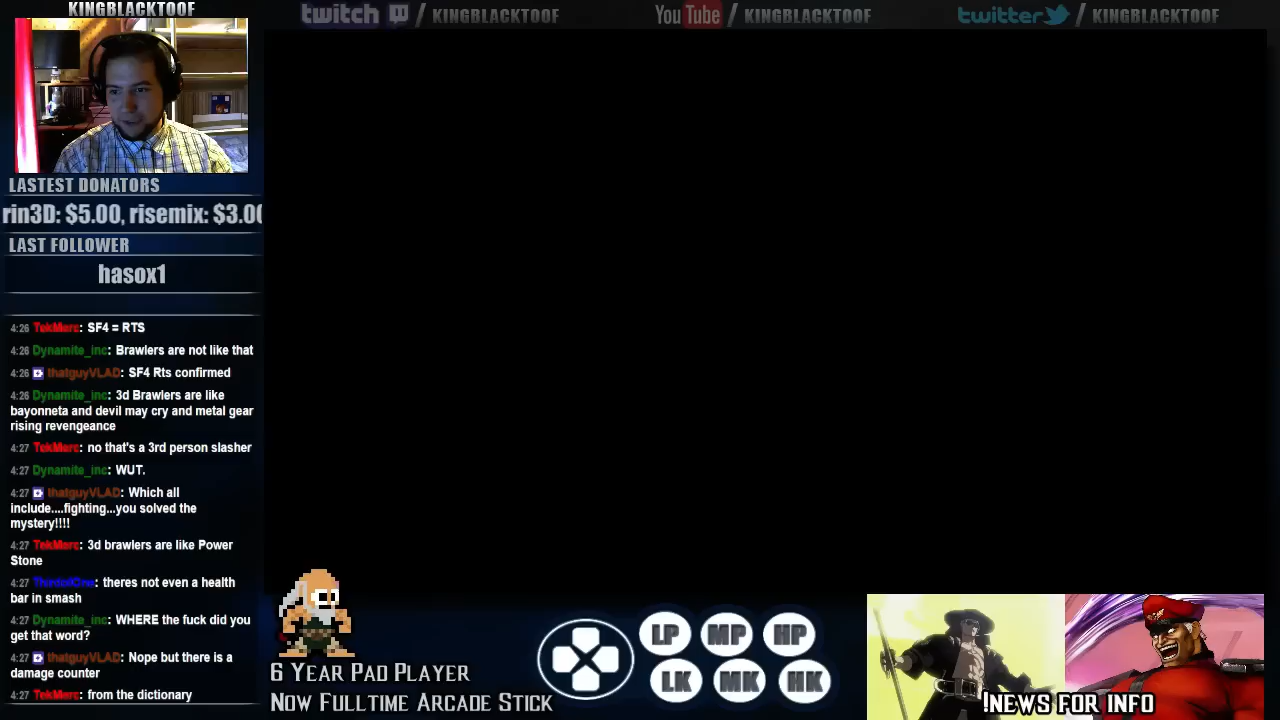 KINGBLACKTOOF
twitch / KINGBLACKTOOF
YouTube / KINGBLACKTOOF
twitter / KINGBLACKTOOF
LASTEST DONATORS
rin3D: $5.00, risemix: $3.00
LAST FOLLOWER
hasox1
4:26 TekMerc: SF4 = RTS
4:26 Dynamite_inc: Brawlers are not like that
4:26 thatguyVLAD: SF4 Rts confirmed
4:26 Dynamite_inc: 3d Brawlers are like
bayonneta and devil may cry and metal gear
rising revengeance
4:27 TekMerc: no that's a 3rd person slasher
4:27 Dynamite_inc: WUT.
4:27 thatguyVLAD: Which all
include....fighting...you solved the
mystery!!!!
4:27 TekMerc: 3d brawlers are like Power
Stone
4:27 : theres not even a health
bar in smash
4:27 Dynamite_inc: WHERE the fuck did you
get that word?
4:27 thatguyVLAD: Nope but there is a
damage counter
4:27 TekMerc: from the dictionary
6 YEAR PAD PLAYER
NOW FULLTIME ARCADE STICK
LP MP HP
LK MK HK
!NEWS FOR INFO